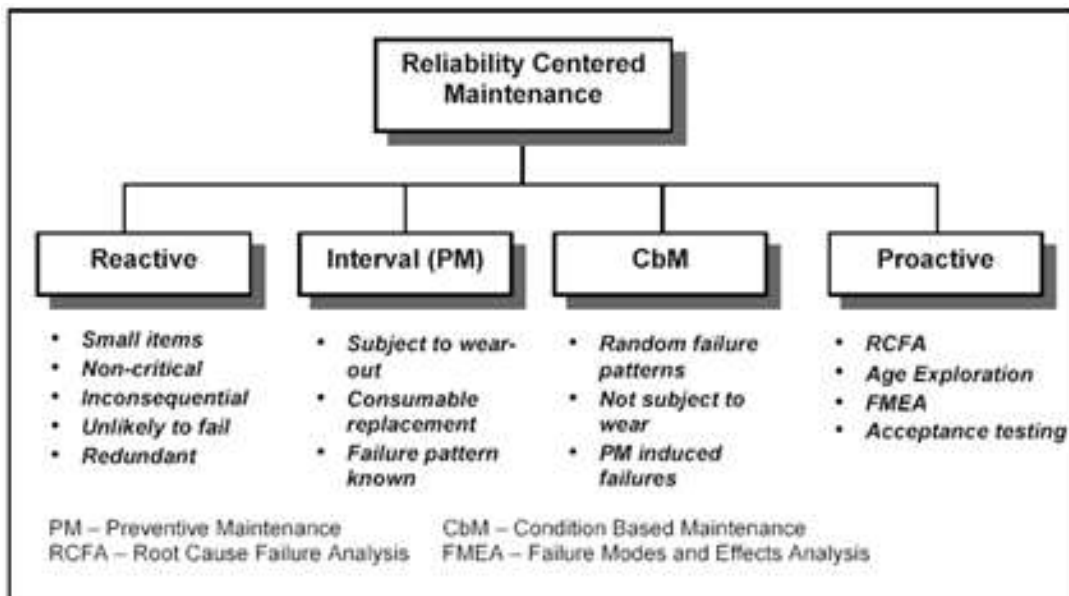 Reliability Centered
Maintenance
Reactive
Interval (PM)
CbM
Proactive
• Small items
• Non-critical
• Inconsequential
• Unlikely to fail
• Redundant
• Subject to wear-
out
• Consumable
replacement
• Failure pattern
known
• Random failure
patterns
• Not subject to
wear
• PM induced
failures
• RCFA
• Age Exploration
• FMEA
• Acceptance testing
PM – Preventive Maintenance
CbM – Condition Based Maintenance
RCFA – Root Cause Failure Analysis
FMEA – Failure Modes and Effects Analysis